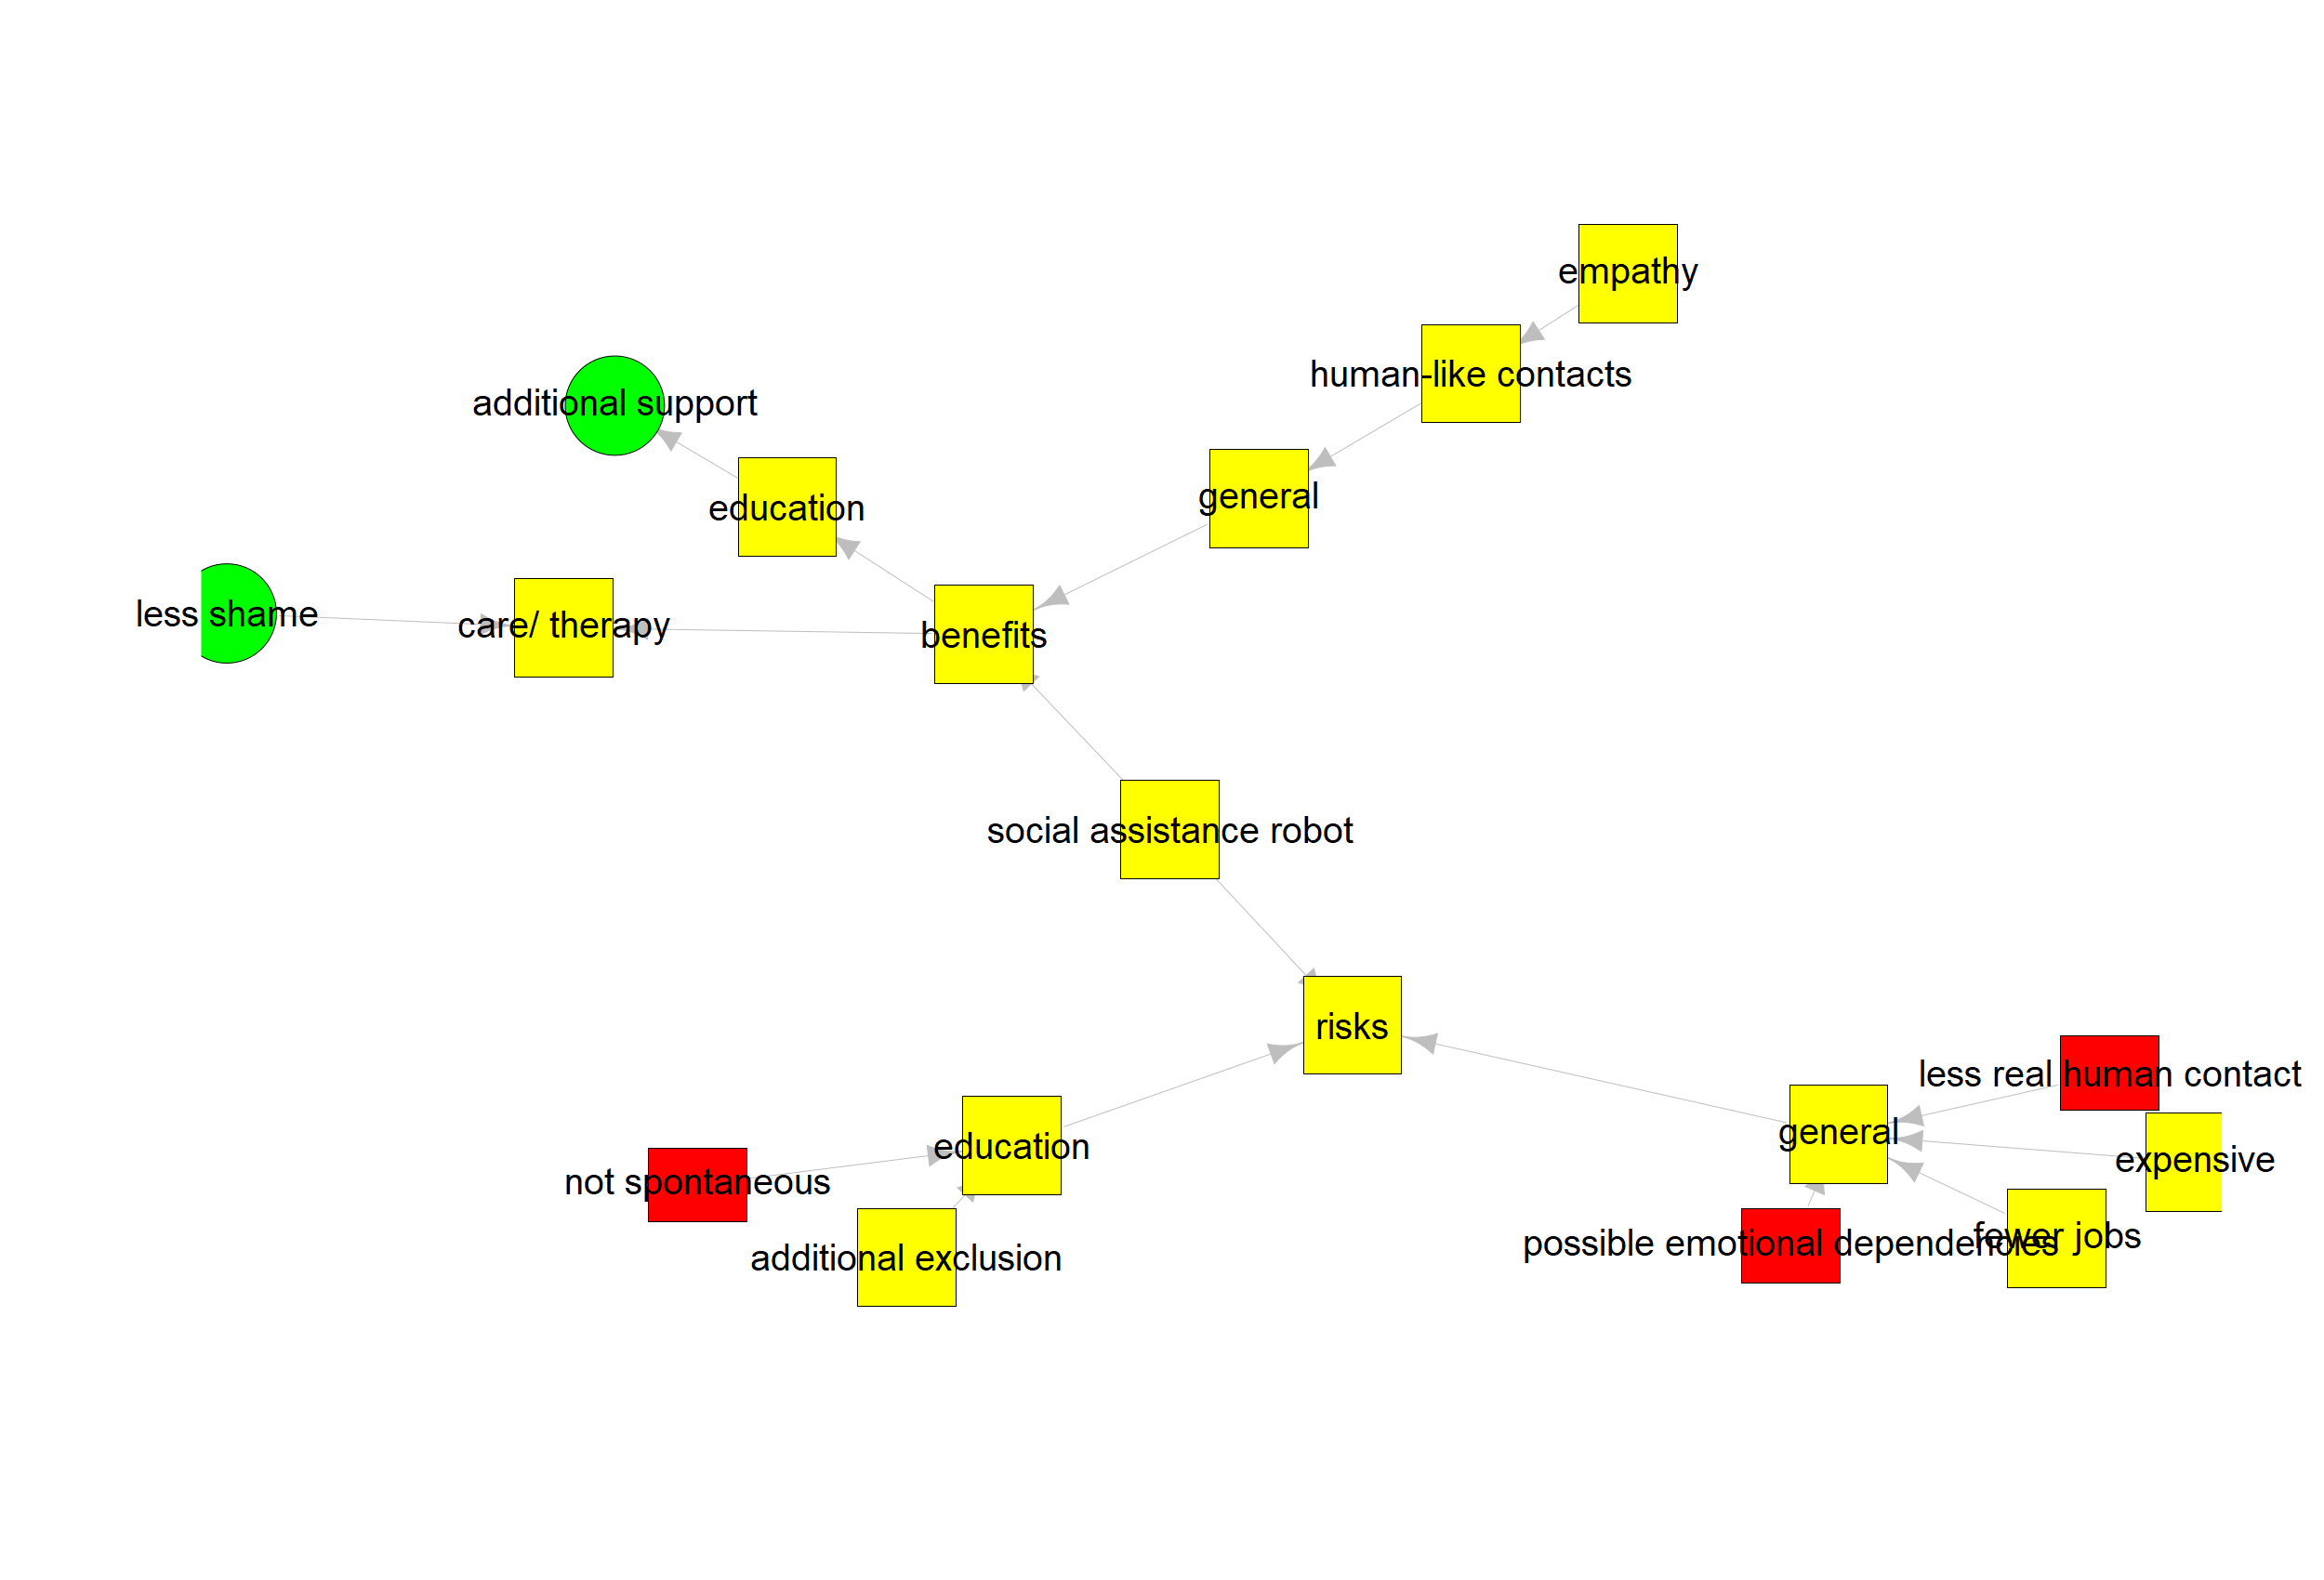 empathy
human-like contacts
additional support
general
education
less shame
care/ therapy
benefits
social assistance robot
risks
less real human contact
general
education
expensive
not spontaneous
fewer jobs
possible emotional dependencies
additional exclusion